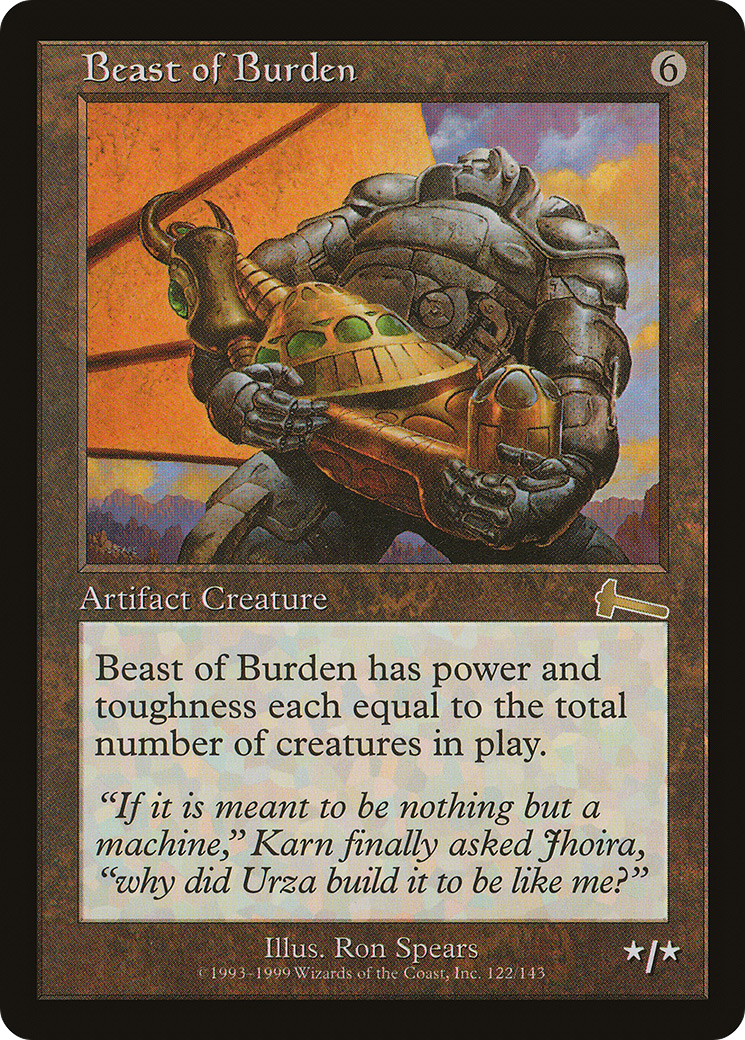 Beast of Burden
6
Artifact Creature
Beast of Burden has power and
toughness each equal to the total
number of creatures in play.
“If it is meant to be nothing but a
machine,” Karn finally asked Jhoira,
“why did Urza build it to be like me?”
Illus. Ron Spears
©1993-1999 Wizards of the Coast, Inc. 122/143
★/★